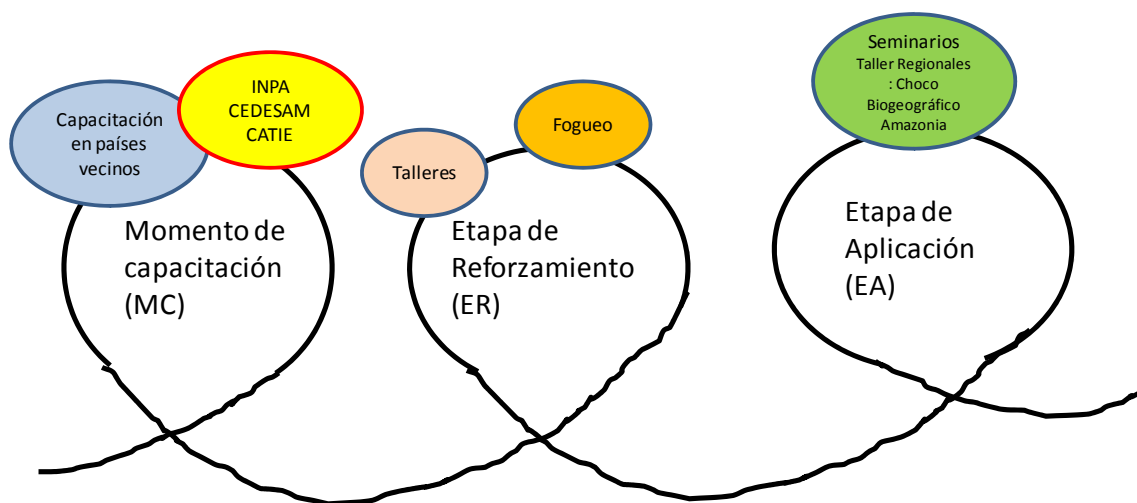 Capacitación
en países
vecinos
INPA
CEDESAM
CATIE
Momento de
capacitación
(MC)
Talleres
Fogueo
Etapa de
Reforzamiento
(ER)
Seminarios
Taller Regionales
: Choco
Biogeográfico
Amazonia
Etapa de
Aplicación
(EA)